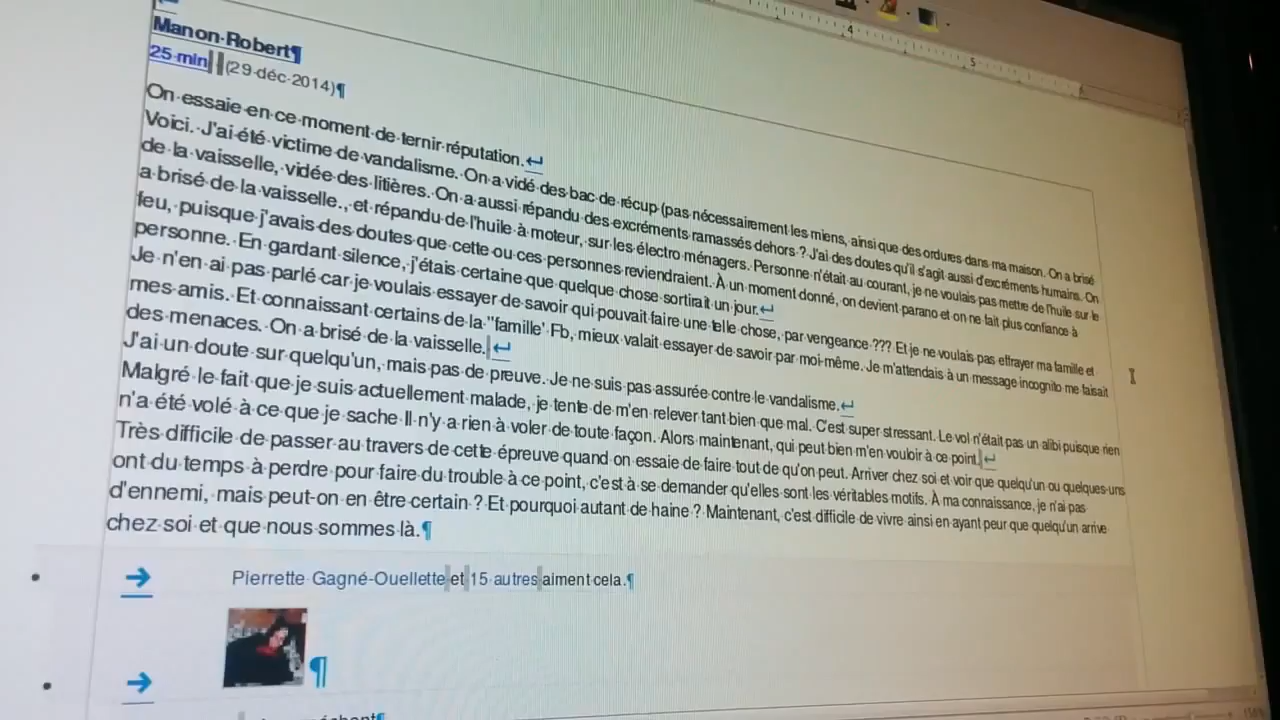 Manon Robert¶
25 min (29 déc 2014)¶
On essaie en ce moment de ternir réputation.
Voici. J'ai été victime de vandalisme. On a vidé des bac de récup (pas nécessairement les miens, ainsi que des ordures dans ma maison. On a brisé
de la vaisselle, vidée des litières. On a aussi répandu des excréments ramassés dehors ? J'ai des doutes qu'il s'agit aussi d'excréments humains. On
a brisé de la vaisselle., et répandu de l'huile à moteur, sur les électro ménagers. Personne n'était au courant, je ne voulais pas mettre de l'huile sur le
feu, puisque j'avais des doutes que cette ou ces personnes reviendraient. À un moment donné, on devient parano et on ne fait plus confiance à
personne. En gardant silence, j'étais certaine que quelque chose sortirait un jour.
Je n'en ai pas parlé car je voulais essayer de savoir qui pouvait faire une telle chose, par vengeance ??? Et je ne voulais pas effrayer ma famille et
mes amis. Et connaissant certains de la "famille' Fb, mieux valait essayer de savoir par moi-même. Je m'attendais à un message incognito me faisait
des menaces. On a brisé de la vaisselle.
J'ai un doute sur quelqu'un, mais pas de preuve. Je ne suis pas assurée contre le vandalisme.
Malgré le fait que je suis actuellement malade, je tente de m'en relever tant bien que mal. C'est super stressant. Le vol n'était pas un alibi puisque rien
n'a été volé à ce que je sache Il n'y a rien à voler de toute façon. Alors maintenant, qui peut bien m'en vouloir à ce point.
Très difficile de passer au travers de cette épreuve quand on essaie de faire tout de qu'on peut. Arriver chez soi et voir que quelqu'un ou quelques-uns
ont du temps à perdre pour faire du trouble à ce point, c'est à se demander qu'elles sont les véritables motifs. À ma connaissance, je n'ai pas
d'ennemi, mais peut-on en être certain ? Et pourquoi autant de haine ? Maintenant, c'est difficile de vivre ainsi en ayant peur que quelqu'un arrive
chez soi et que nous sommes là.¶
Pierrette Gagné-Ouellette et 15 autres aiment cela.¶
¶